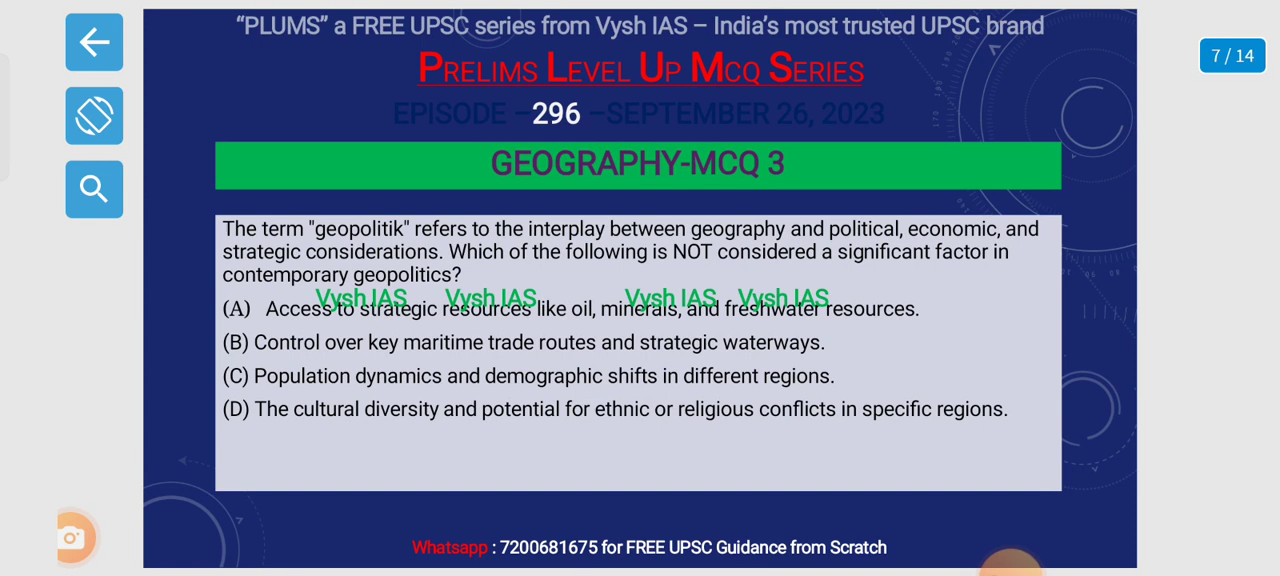 “PLUMS” a FREE UPSC series from Vysh IAS – India’s most trusted UPSC brand
7 / 14
PRELIMS LEVEL UP MCQ SERIES
EPISODE –296 –SEPTEMBER 26, 2023
GEOGRAPHY-MCQ 3
The term "geopolitik" refers to the interplay between geography and political, economic, and
strategic considerations. Which of the following is NOT considered a significant factor in
contemporary geopolitics?
Vysh IAS Vysh IAS Vysh IAS Vysh IAS
(A) Access to strategic resources like oil, minerals, and freshwater resources.
(B) Control over key maritime trade routes and strategic waterways.
(C) Population dynamics and demographic shifts in different regions.
(D) The cultural diversity and potential for ethnic or religious conflicts in specific regions.
Whatsapp : 7200681675 for FREE UPSC Guidance from Scratch